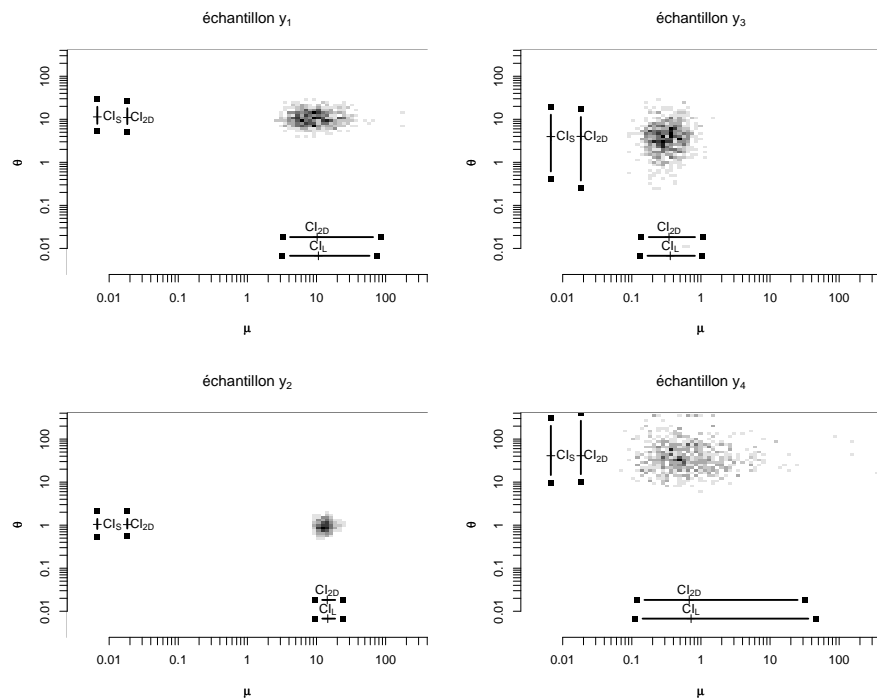 échantillon y1
100
10
1
0.1
0.01
θ
CIS
CI2D
CI2D
CIL
0.01
0.1
1
10
100
μ
échantillon y3
100
10
1
0.1
0.01
θ
CIS
CI2D
CI2D
CIL
0.01
0.1
1
10
100
μ
échantillon y2
100
10
1
0.1
0.01
θ
CIS
CI2D
CI2D
CIL
0.01
0.1
1
10
100
μ
échantillon y4
100
10
1
0.1
0.01
θ
CIS
CI2D
CI2D
CIL
0.01
0.1
1
10
100
μ